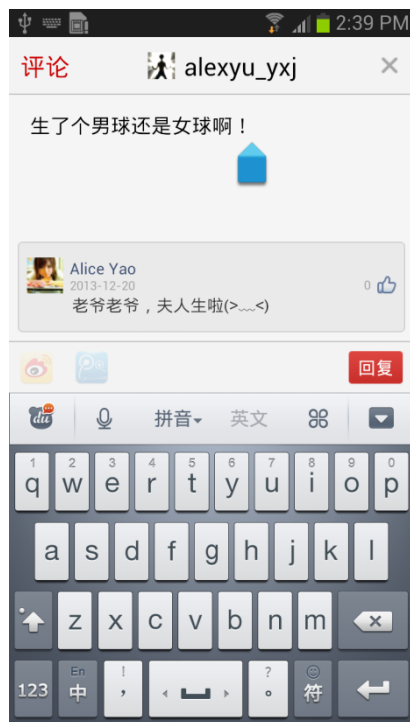 2:39 PM
评论 alexyu_yxj ×
生了个男球还是女球啊！
Alice Yao
2013-12-20
0
老爷老爷，夫人生啦(>﹏<)
回复
du 拼音 英文
1 2 3 4 5 6 7 8 9 0
q w e r t y u i o p
a s d f g h j k l
z x c v b n m
En ! ?
123 中 , 。 符